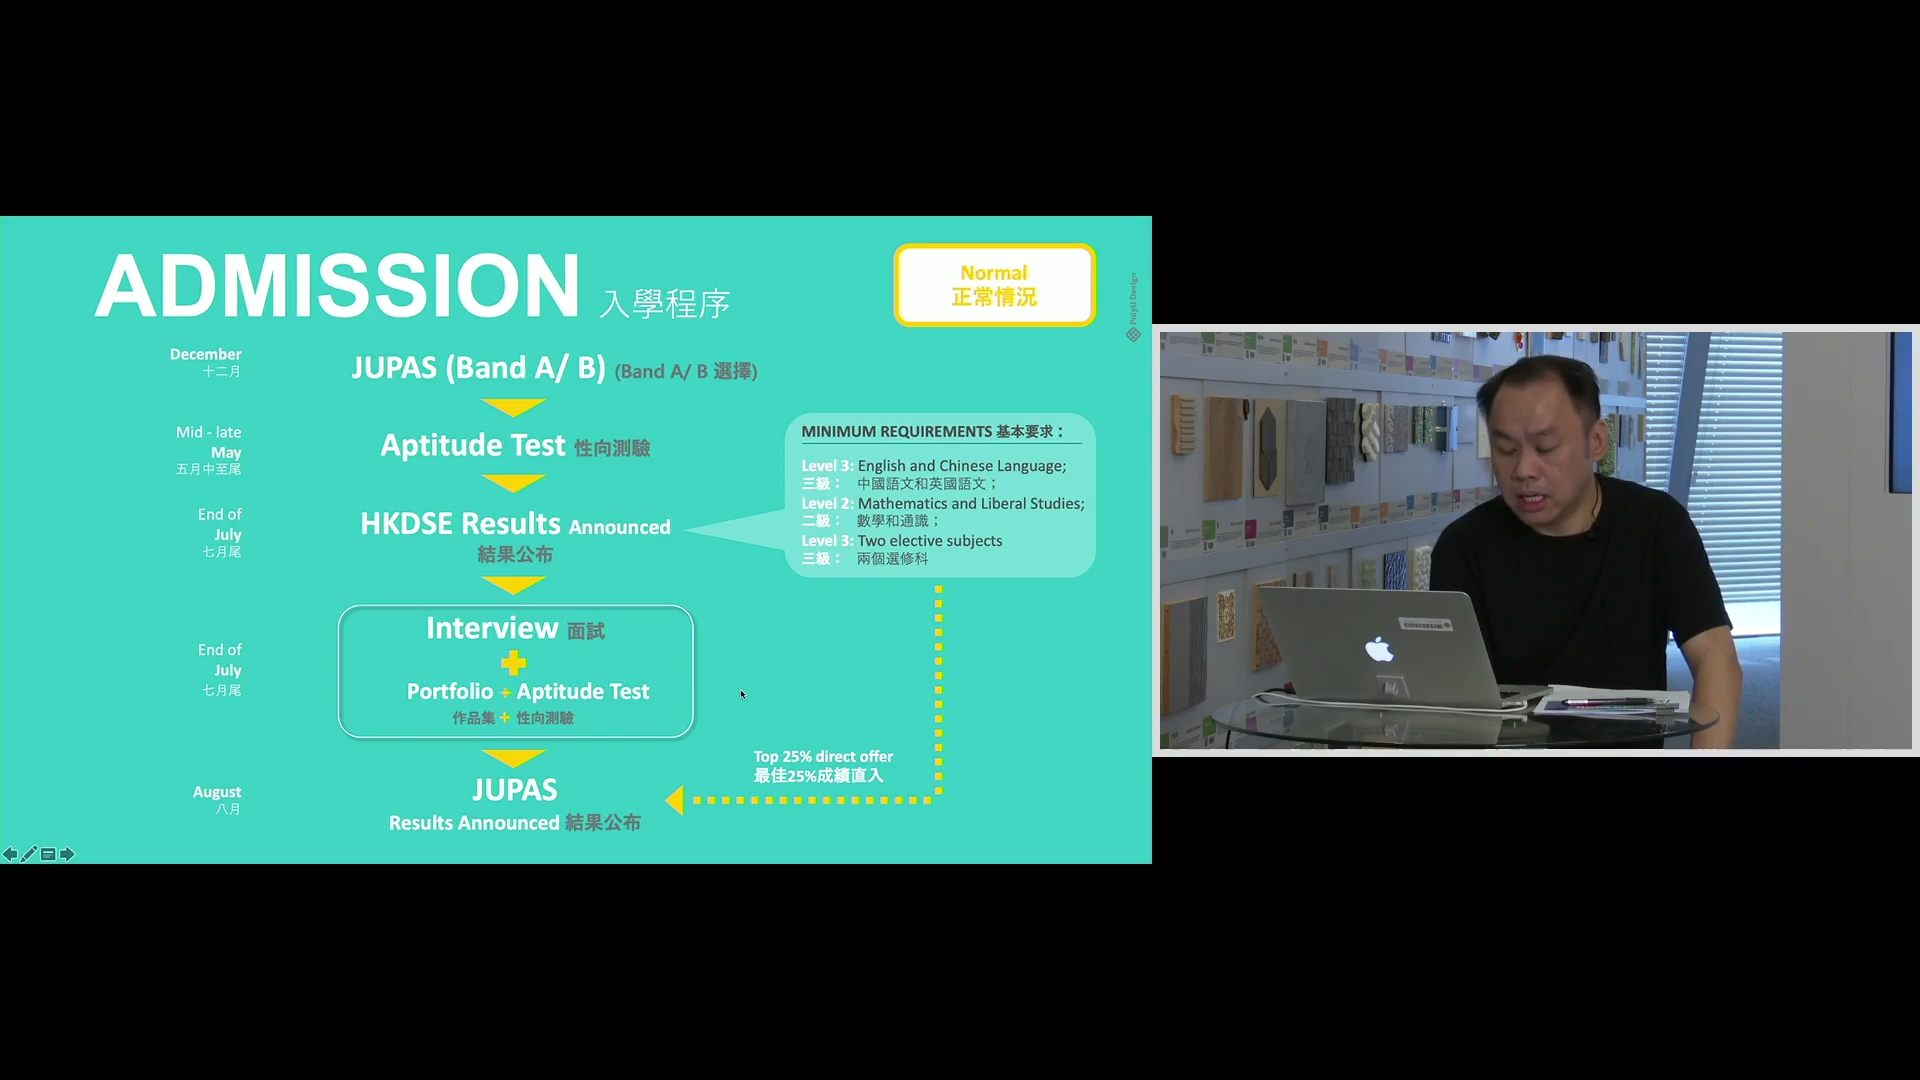 ADMISSION 入學程序
Normal
正常情況
PolyU Design
December
十二月
JUPAS (Band A/ B) (Band A/ B 選擇)
Mid - late
May
五月中至尾
Aptitude Test 性向測驗
MINIMUM REQUIREMENTS 基本要求：
Level 3: English and Chinese Language;
三級： 中國語文和英國語文；
Level 2: Mathematics and Liberal Studies;
二級： 數學和通識；
Level 3: Two elective subjects
三級： 兩個選修科
End of
July
七月尾
HKDSE Results Announced
結果公布
End of
July
七月尾
Interview 面試
Portfolio + Aptitude Test
作品集 + 性向測驗
Top 25% direct offer
最佳25%成績直入
August
八月
JUPAS
Results Announced 結果公布